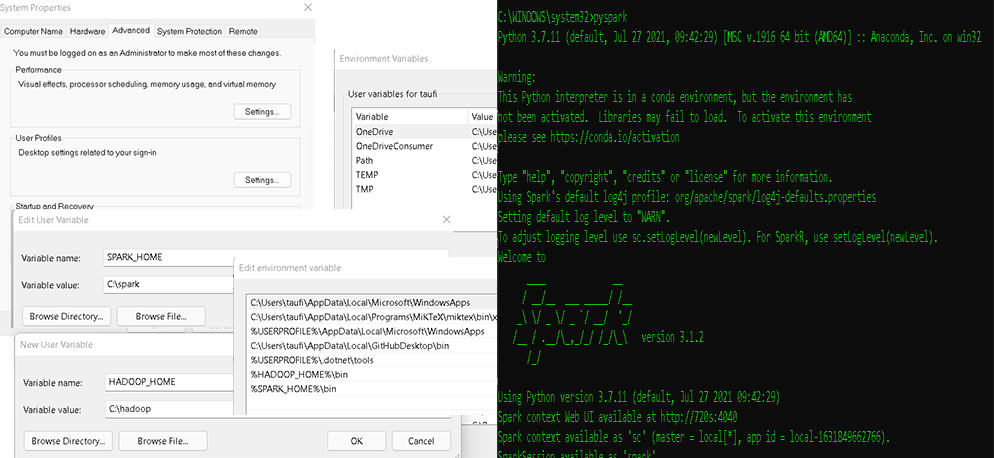 System Properties
Computer Name Hardware Advanced System Protection Remote
You must be logged on as an Administrator to make most of these changes.
Performance
Visual effects, processor scheduling, memory usage, and virtual memory
Settings...
User Profiles
Desktop settings related to your sign-in
Settings...
Startup and Recovery
Environment Variables
User variables for taufi
Variable Value
OneDrive C:\Use
OneDriveConsumer C:\Use
Path C:\Use
TEMP C:\Use
TMP C:\Use
Edit User Variable
Variable name: SPARK_HOME
Variable value: C:\spark
Browse Directory... Browse File...
New User Variable
Variable name: HADOOP_HOME
Variable value: C:\hadoop
Browse Directory... Browse File... OK Cancel
Edit environment variable
C:\Users\taufi\AppData\Local\Microsoft\WindowsApps
C:\Users\taufi\AppData\Local\Programs\MiKTeX\miktex\bin\x
%USERPROFILE%\AppData\Local\Microsoft\WindowsApps
C:\Users\taufi\AppData\Local\GitHubDesktop\bin
%USERPROFILE%\.dotnet\tools
%HADOOP_HOME%\bin
%SPARK_HOME%\bin
C:\WINDOWS\system32>pyspark
Python 3.7.11 (default, Jul 27 2021, 09:42:29) [MSC v.1916 64 bit (AMD64)] :: Anaconda, Inc. on win32
Warning:
This Python interpreter is in a conda environment, but the environment has
not been activated. Libraries may fail to load. To activate this environment
please see https://conda.io/activation
Type "help", "copyright", "credits" or "license" for more information.
Using Spark's default log4j profile: org/apache/spark/log4j-defaults.properties
Setting default log level to "WARN".
To adjust logging level use sc.setLogLevel(newLevel). For SparkR, use setLogLevel(newLevel).
Welcome to
Spark version 3.1.2
Using Python version 3.7.11 (default, Jul 27 2021 09:42:29)
Spark context Web UI available at http://720s:4040
Spark context available as 'sc' (master = local[*], app id = local-1631849662766).
SparkSession available as 'spark'.